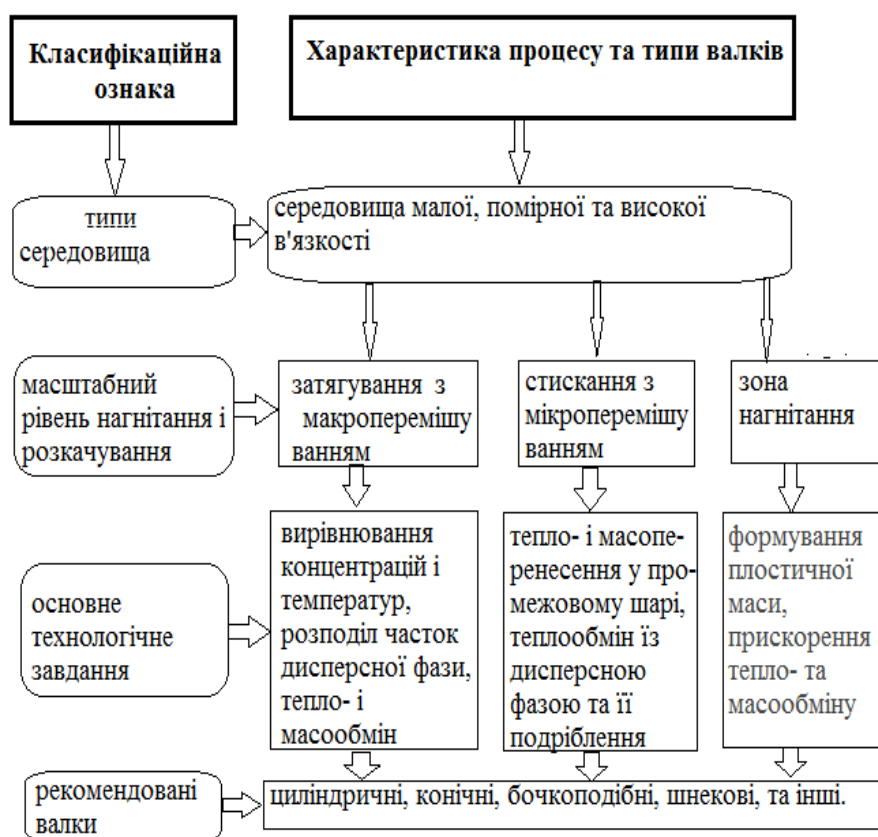 Класифікаційна
ознака
Характеристика процесу та типи валків
типи
середовища
середовища малої, помірної та високої
в'язкості
масштабний
рівень нагнітання і
розкачування
затягування з
макроперемішу
ванням
стискання з
мікроперемішу
ванням
зона
нагнітання
основне
технологічне
завдання
вирівнювання
концентрацій і
температур,
розподіл часток
дисперсної фази,
тепло- і
масообмін
тепло- і масопе-
ренесення у про-
межовому шарі,
теплообмін їз
дисперсною
фазою та її
подріблення
формування
плостичної
маси,
прискорення
тепло- та
масообміну
рекомендовані
валки
циліндричні, конічні, бочкоподібні, шнекові, та інші.